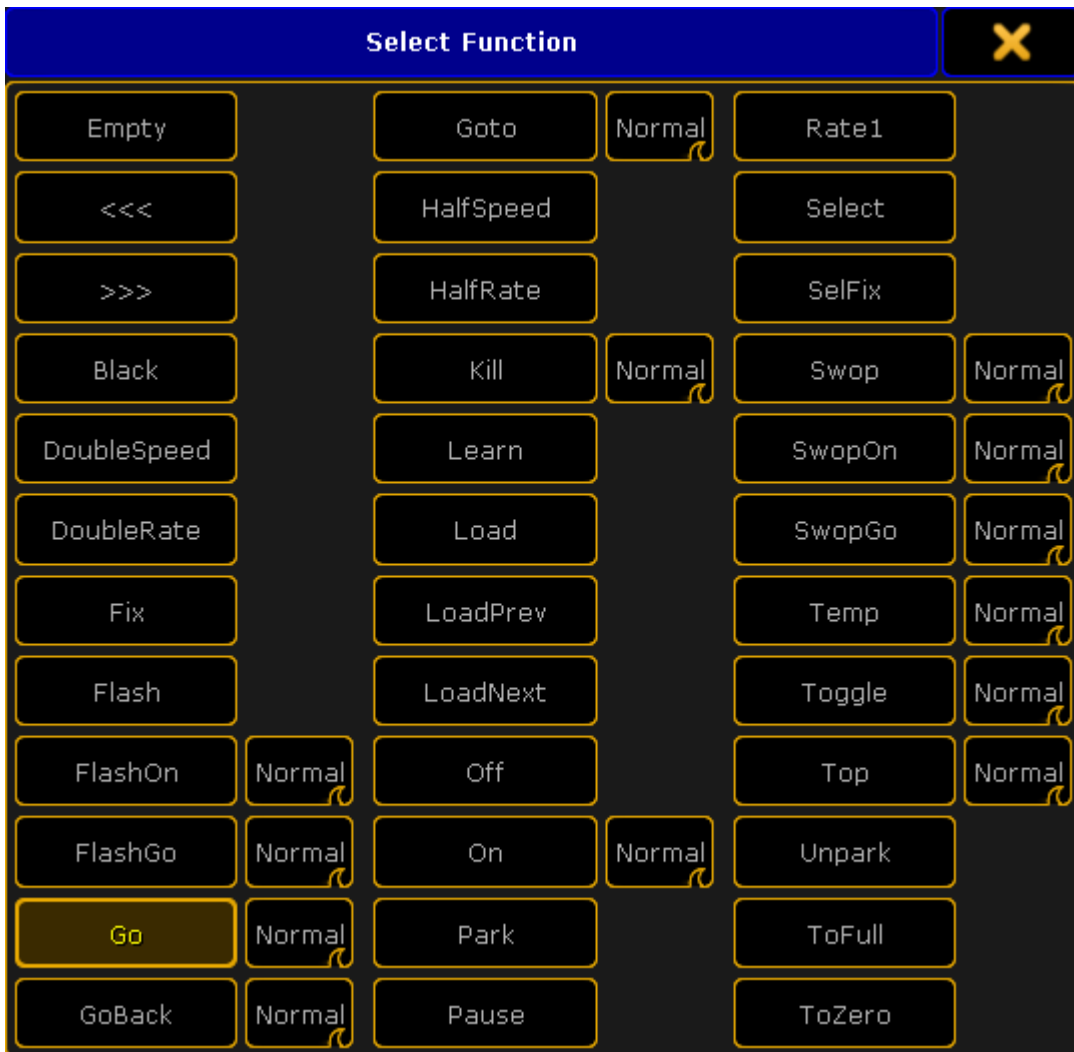 Select Function
Empty
Goto Normal
Rate1
<<<
HalfSpeed
Select
>>>
HalfRate
SelFix
Black
Kill Normal
Swop Normal
DoubleSpeed
Learn
SwopOn Normal
DoubleRate
Load
SwopGo Normal
Fix
LoadPrev
Temp Normal
Flash
LoadNext
Toggle Normal
FlashOn Normal
Off
Top Normal
FlashGo Normal
On Normal
Unpark
Go Normal
Park
ToFull
GoBack Normal
Pause
ToZero